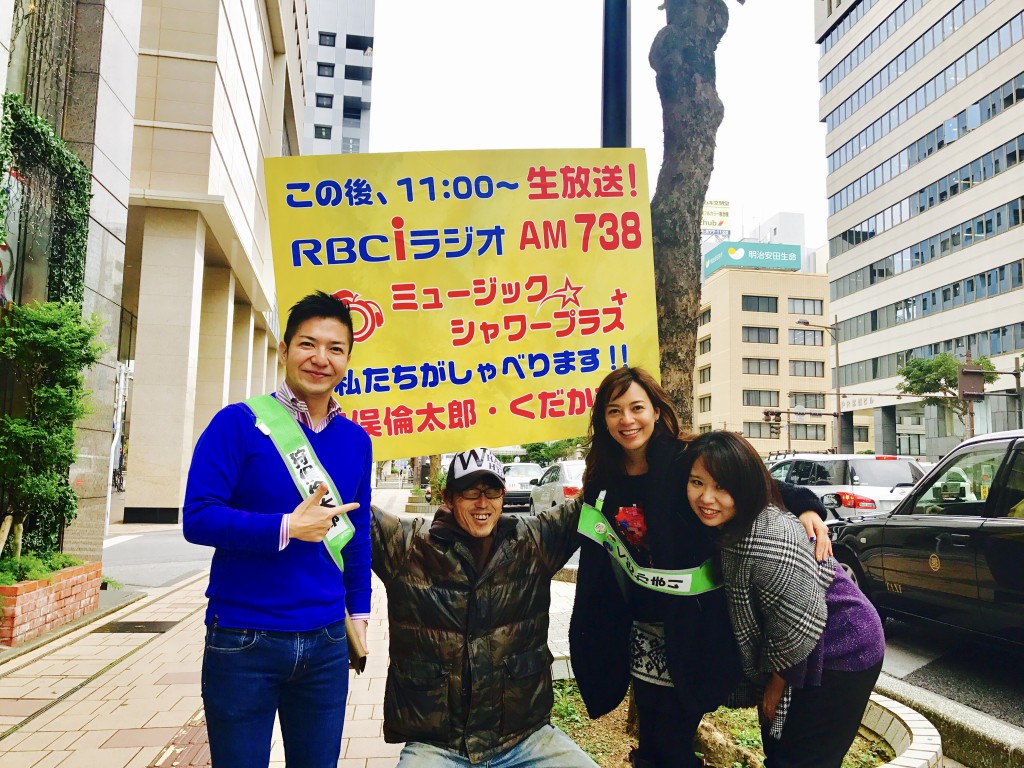 この後、11:00～ 生放送!
RBCiラジオ AM 738
ミュージック
シャワープラス
私たちがしゃべります!!
俣倫太郎・くだか
明治安田生命
W
TAXI